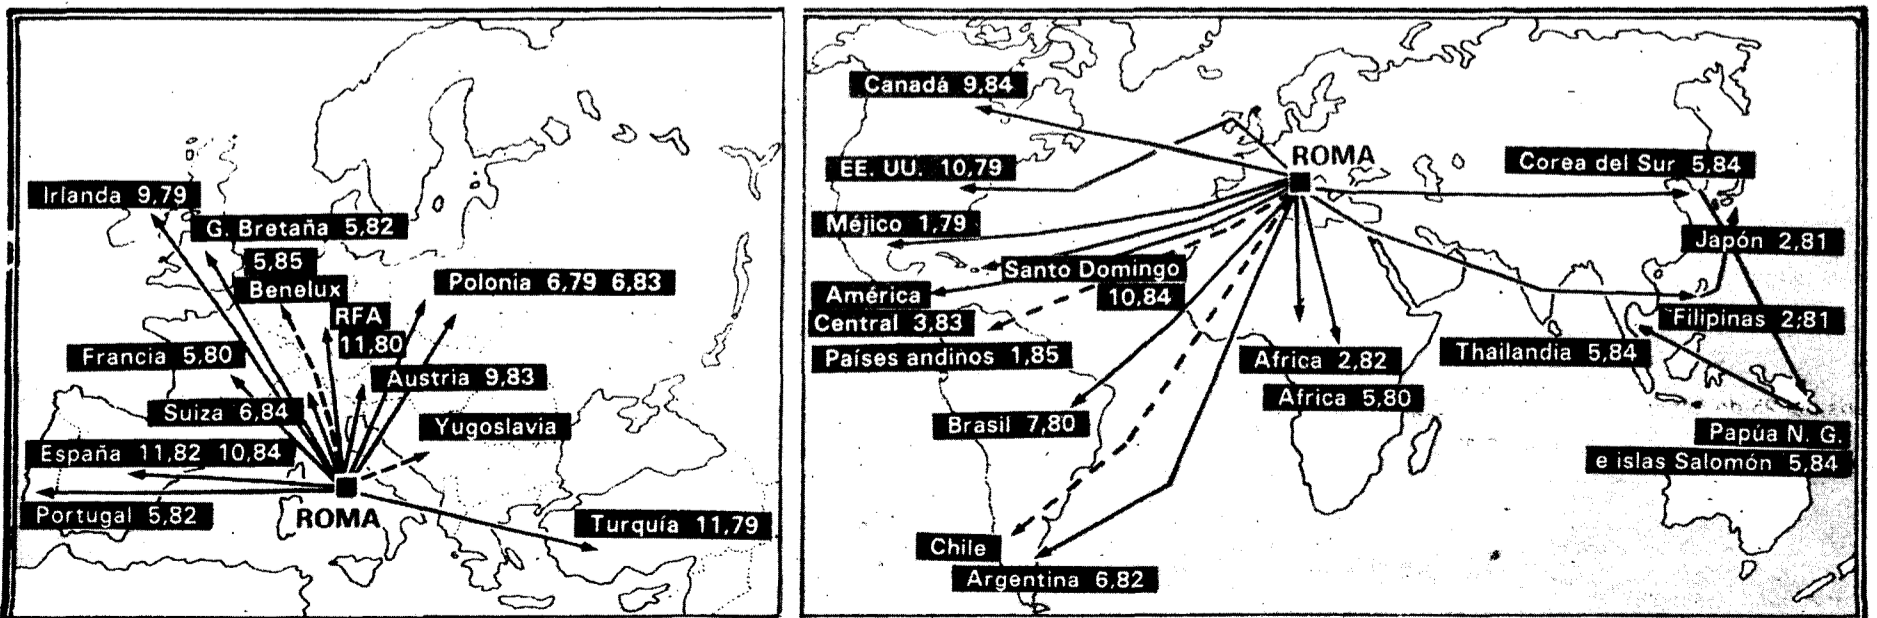 Irlanda 9,79
G. Bretaña 5,82
5,85
Benelux
Polonia 6,79 6,83
RFA
11,80
Francia 5,80
Austria 9,83
Suiza 6,84
Yugoslavia
España 11,82 10,84
Portugal 5,82
ROMA
Turquía 11,79
Canadá 9,84
ROMA
Corea del Sur 5,84
EE. UU. 10,79
Méjico 1,79
Japón 2,81
Santo Domingo
10,84
América
Central 3,83
Filipinas 2,81
Países andinos 1,85
Africa 2,82
Thailandia 5,84
Africa 5,80
Brasil 7,80
Papúa N. G.
e islas Salomón 5,84
Chile
Argentina 6,82